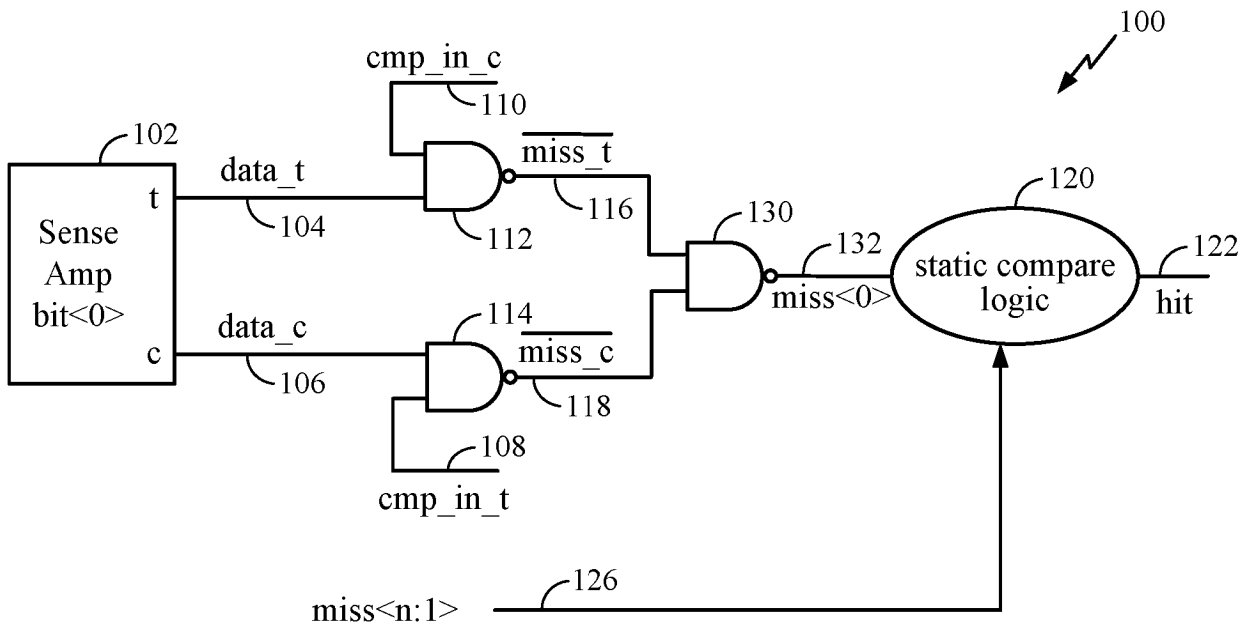 100
cmp_in_c
110
102
miss_t
data_t
t
116
120
104
112
130
Sense
Amp
bit<0>
132
static compare
logic
122
miss<0>
hit
114
data_c
miss_c
c
106
118
108
cmp_in_t
126
miss<n:1>